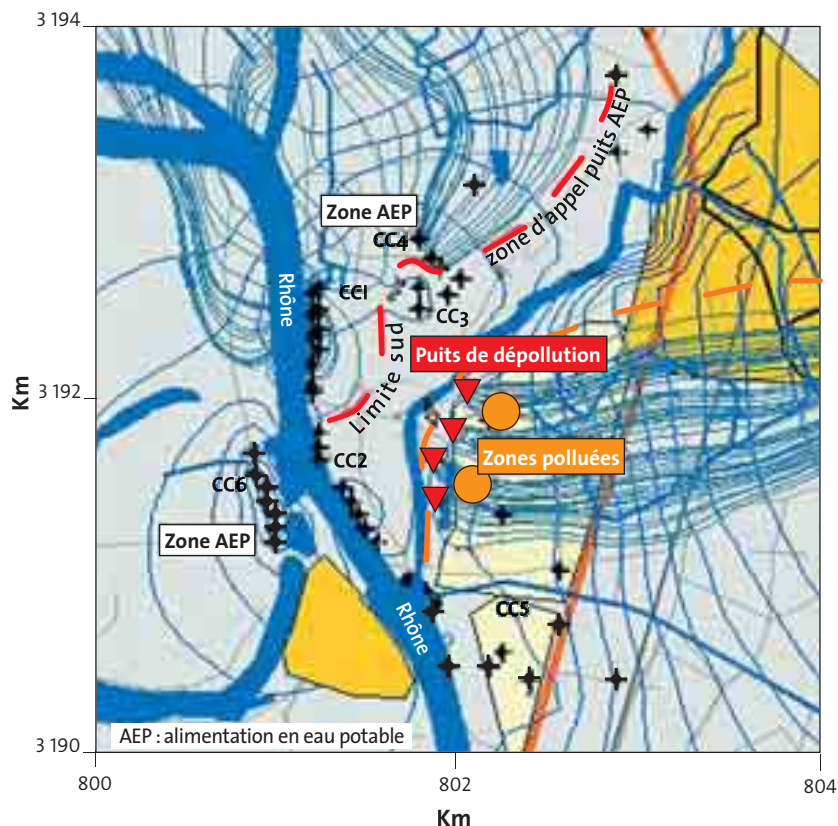 3 194
zone d'appel puits AEP
Zone AEP
CC4
Rhône
CC1
CC3
Limite sud
Puits de dépollution
Km
3 192
Zones polluées
CC2
CC6
Zone AEP
Rhône
CC5
AEP : alimentation en eau potable
3 190
800
802
804
Km